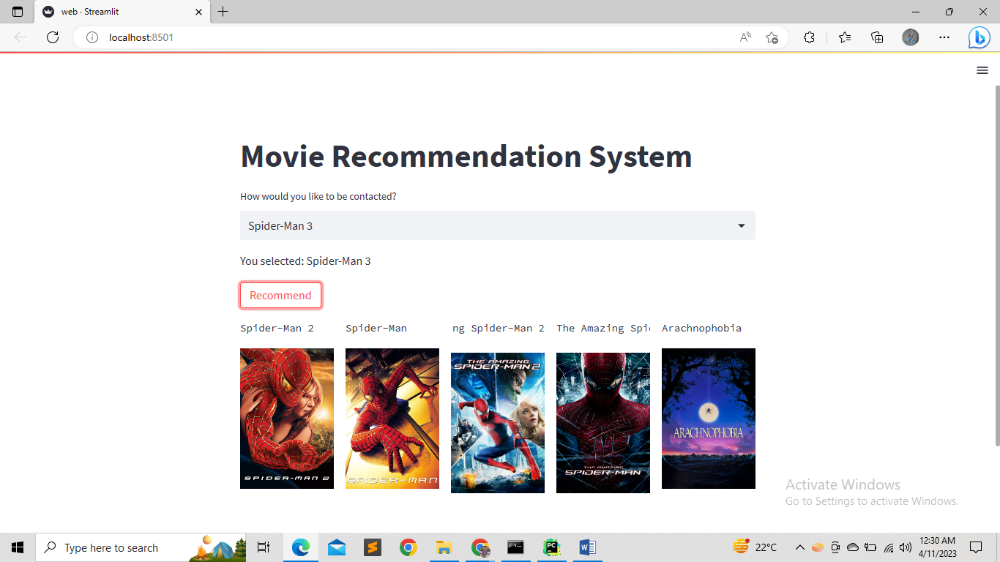 web · Streamlit
localhost:8501
Movie Recommendation System
How would you like to be contacted?
Spider-Man 3
You selected: Spider-Man 3
Recommend
Spider-Man 2
Spider-Man
ng Spider-Man 2
The Amazing Spi
Arachnophobia
SPIDER-MAN 2
SPIDER-MAN
THE AMAZING
SPIDER-MAN 2
THE AMAZING
SPIDER-MAN
ARACHNOPHOBIA
Activate Windows
Go to Settings to activate Windows.
Type here to search
PC
W
22°C
12:30 AM
4/11/2023